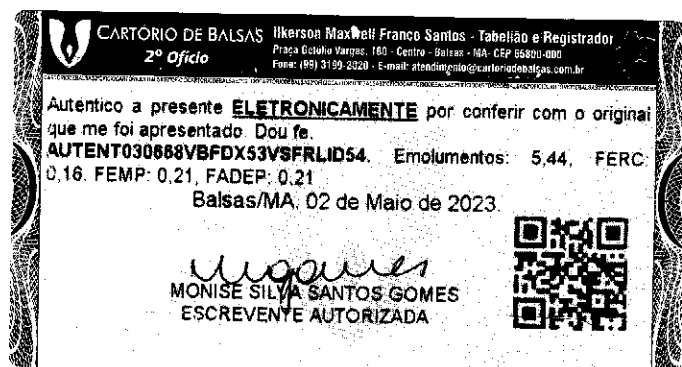 CARTÓRIO DE BALSAS
2º Ofício
Ilkerson Maxwell Franco Santos - Tabelião e Registrador
Praça Getúlio Vargas, 160 - Centro - Balsas - MA- CEP 65800-000
Fone: (99) 3199-2020 - E-mail: atendimento@cartoriodebalsas.com.br
Autentico a presente ELETRONICAMENTE por conferir com o original
que me foi apresentado. Dou fe.
AUTENT030668VBFDX53VSFRLID54. Emolumentos: 5,44, FERC:
0,16. FEMP: 0,21, FADEP: 0,21
Balsas/MA, 02 de Maio de 2023.
MONISE SILVA SANTOS GOMES
ESCREVENTE AUTORIZADA